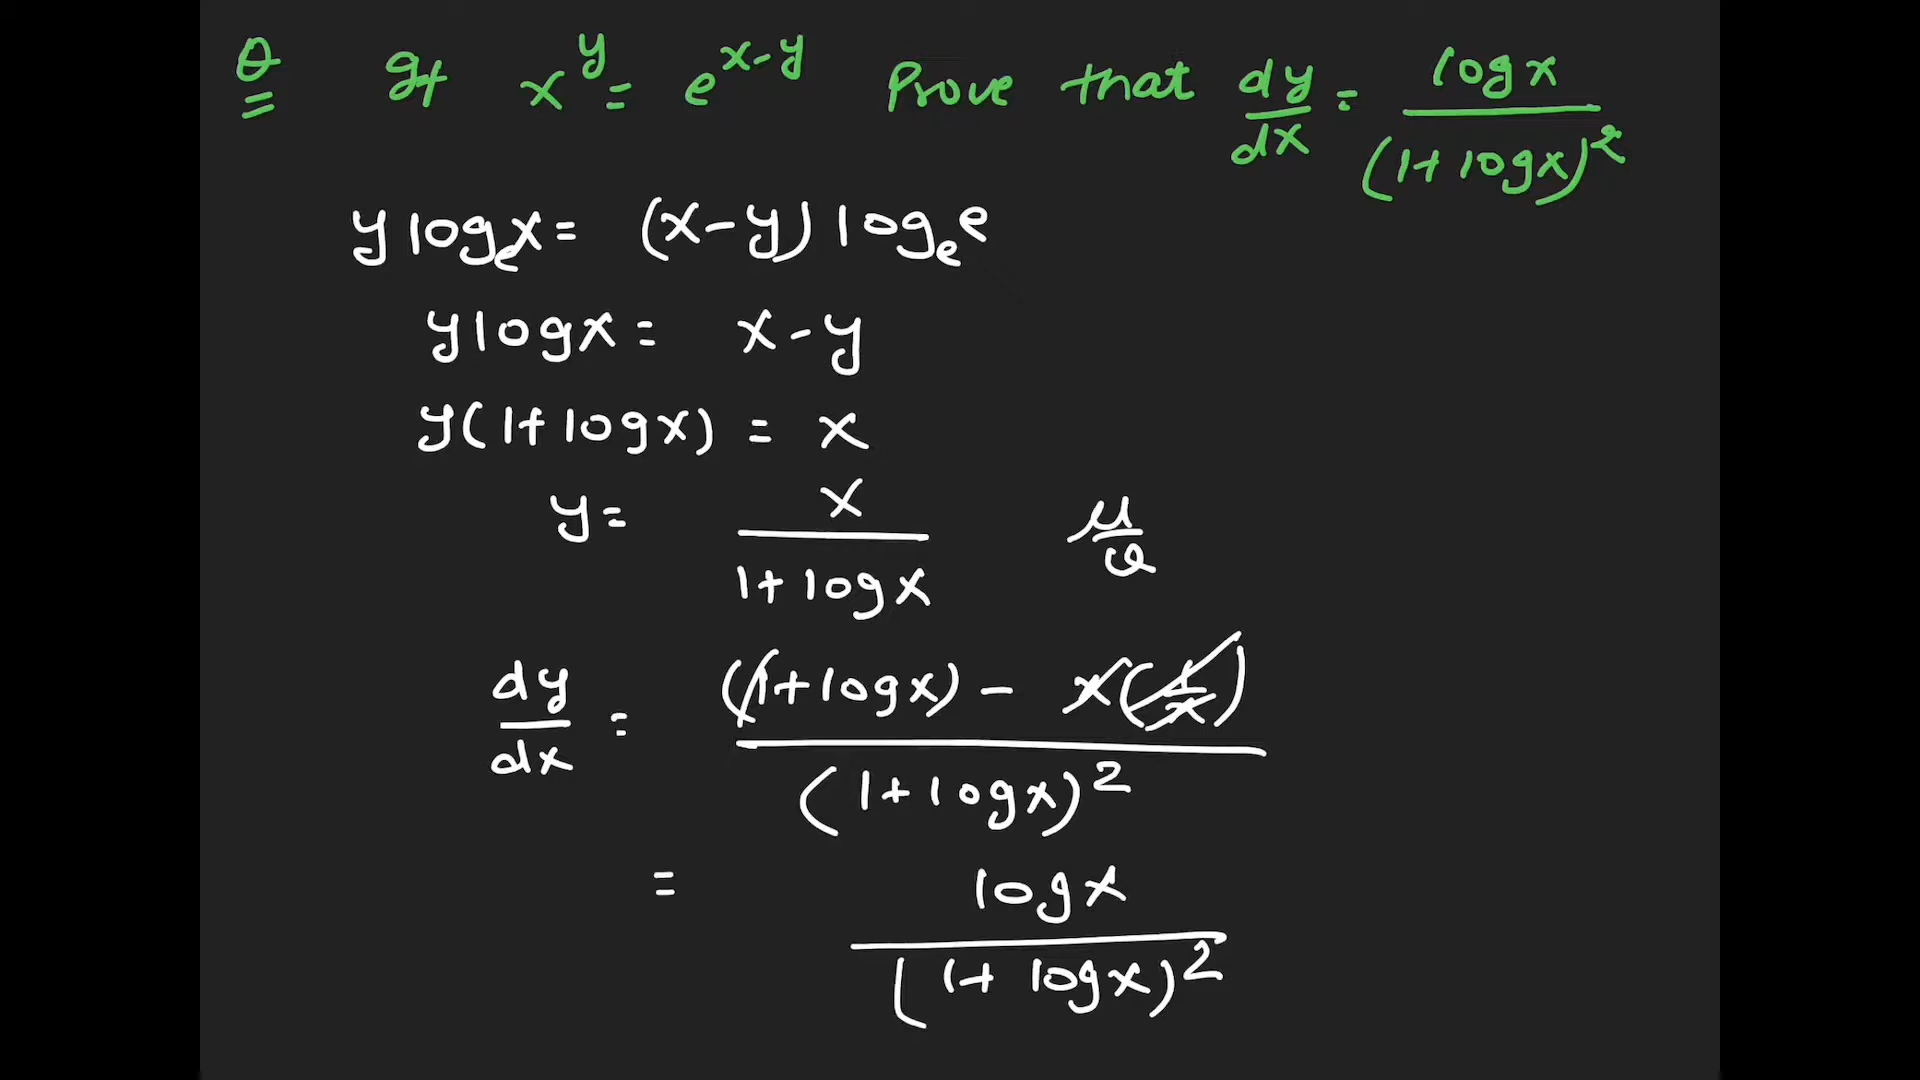 Q If x^y = e^(x-y) Prove that dy/dx = log x/(1+log x)^2
y log_e x = (x-y) log_e e
y log x = x-y
y(1+log x) = x
y = x/(1+log x) u/v
dy/dx = ((1+log x) - x(1/x))/(1+log x)^2
= log x/(1+log x)^2